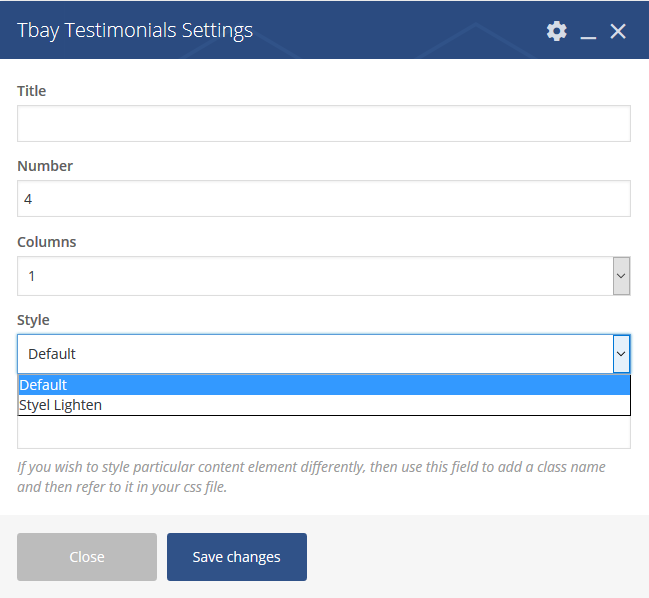 Tbay Testimonials Settings
Title
Number
4
Columns
1
Style
Default
Default
Styel Lighten
If you wish to style particular content element differently, then use this field to add a class name
and then refer to it in your css file.
Close
Save changes